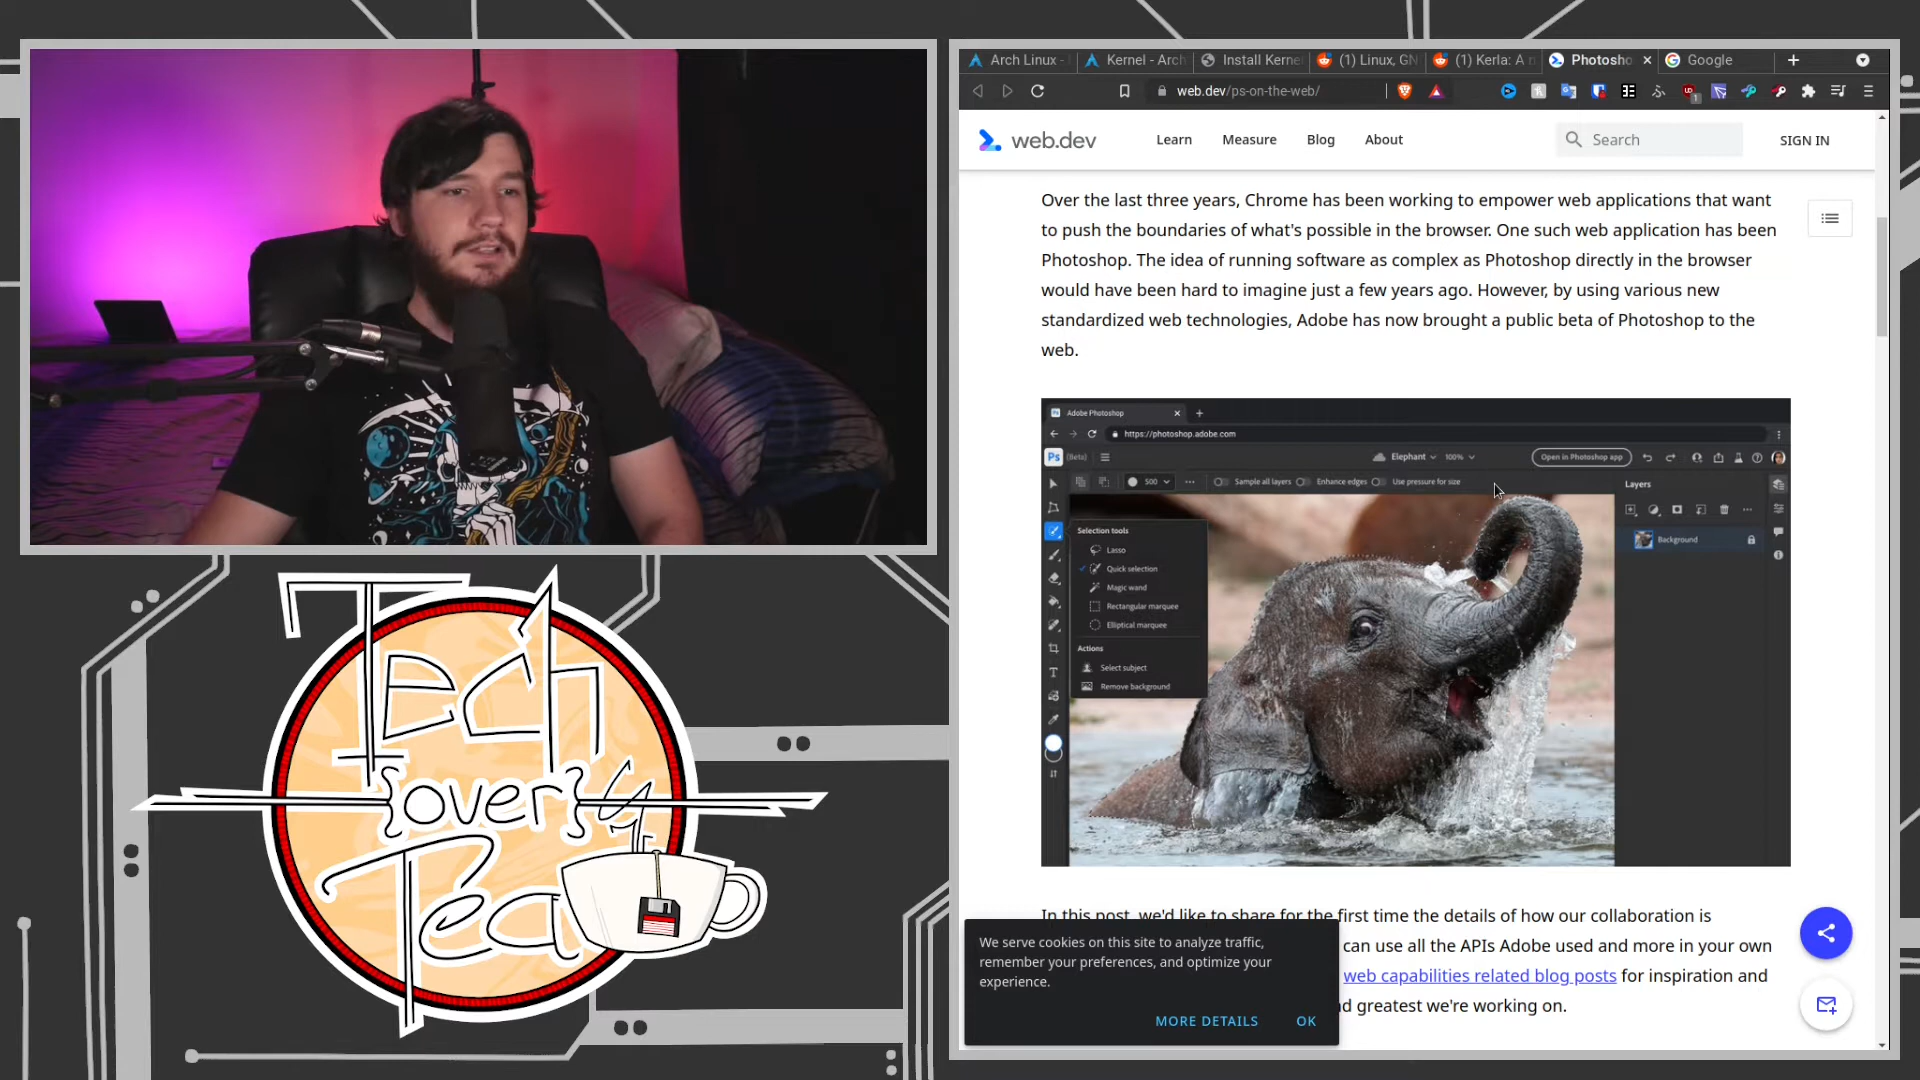 Arch Linux -
Kernel - Arch
Install Kerne
(1) Linux, GN
(1) Kerla: A n
Photosho
Google
web.dev/ps-on-the-web/
web.dev
Learn
Measure
Blog
About
Search
SIGN IN
Over the last three years, Chrome has been working to empower web applications that want
to push the boundaries of what's possible in the browser. One such web application has been
Photoshop. The idea of running software as complex as Photoshop directly in the browser
would have been hard to imagine just a few years ago. However, by using various new
standardized web technologies, Adobe has now brought a public beta of Photoshop to the
web.
Adobe Photoshop
https://photoshop.adobe.com
Ps
(Beta)
Elephant
100%
Open in Photoshop app
500
Sample all layers
Enhance edges
Use pressure for size
Layers
Background
Selection tools
Lasso
Quick selection
Magic wand
Rectangular marquee
Elliptical marquee
Actions
Select subject
Remove background
In this post, we'd like to share for the first time the details of how our collaboration is
can use all the APIs Adobe used and more in your own
web capabilities related blog posts for inspiration and
d greatest we're working on.
We serve cookies on this site to analyze traffic,
remember your preferences, and optimize your
experience.
MORE DETAILS
OK
Tech
{over}
Tea